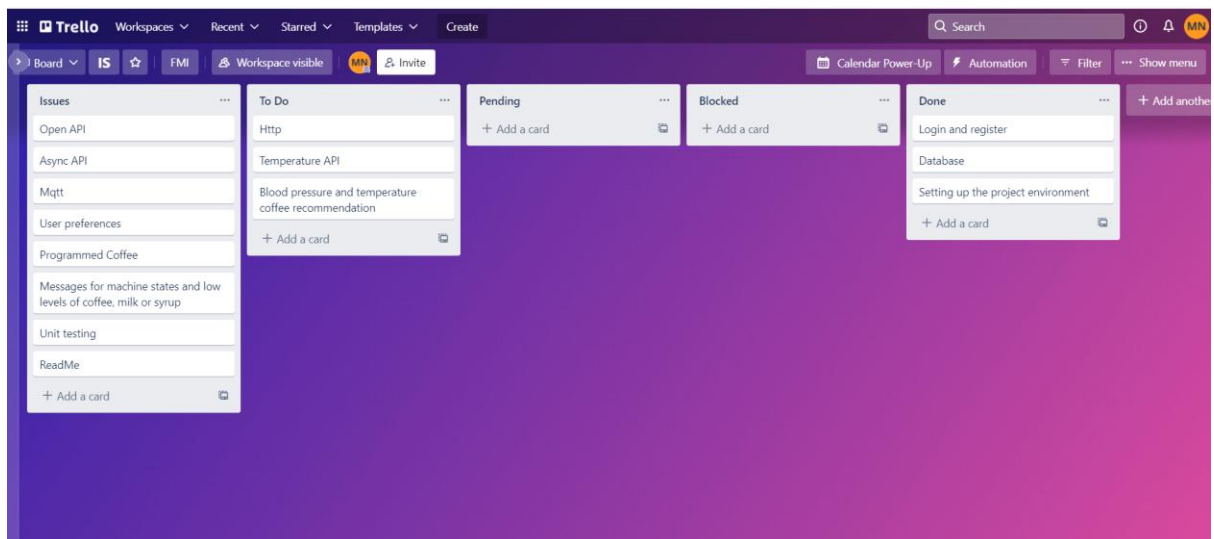 Trello Workspaces Recent Starred Templates Create Search MN
Board IS FMI Workspace visible MN Invite Calendar Power-Up Automation Filter ... Show menu
Issues ...
Open API
Async API
Mqtt
User preferences
Programmed Coffee
Messages for machine states and low
levels of coffee, milk or syrup
Unit testing
ReadMe
+ Add a card
To Do ...
Http
Temperature API
Blood pressure and temperature
coffee recommendation
+ Add a card
Pending ...
+ Add a card
Blocked ...
+ Add a card
Done ...
Login and register
Database
Setting up the project environment
+ Add a card
+ Add another